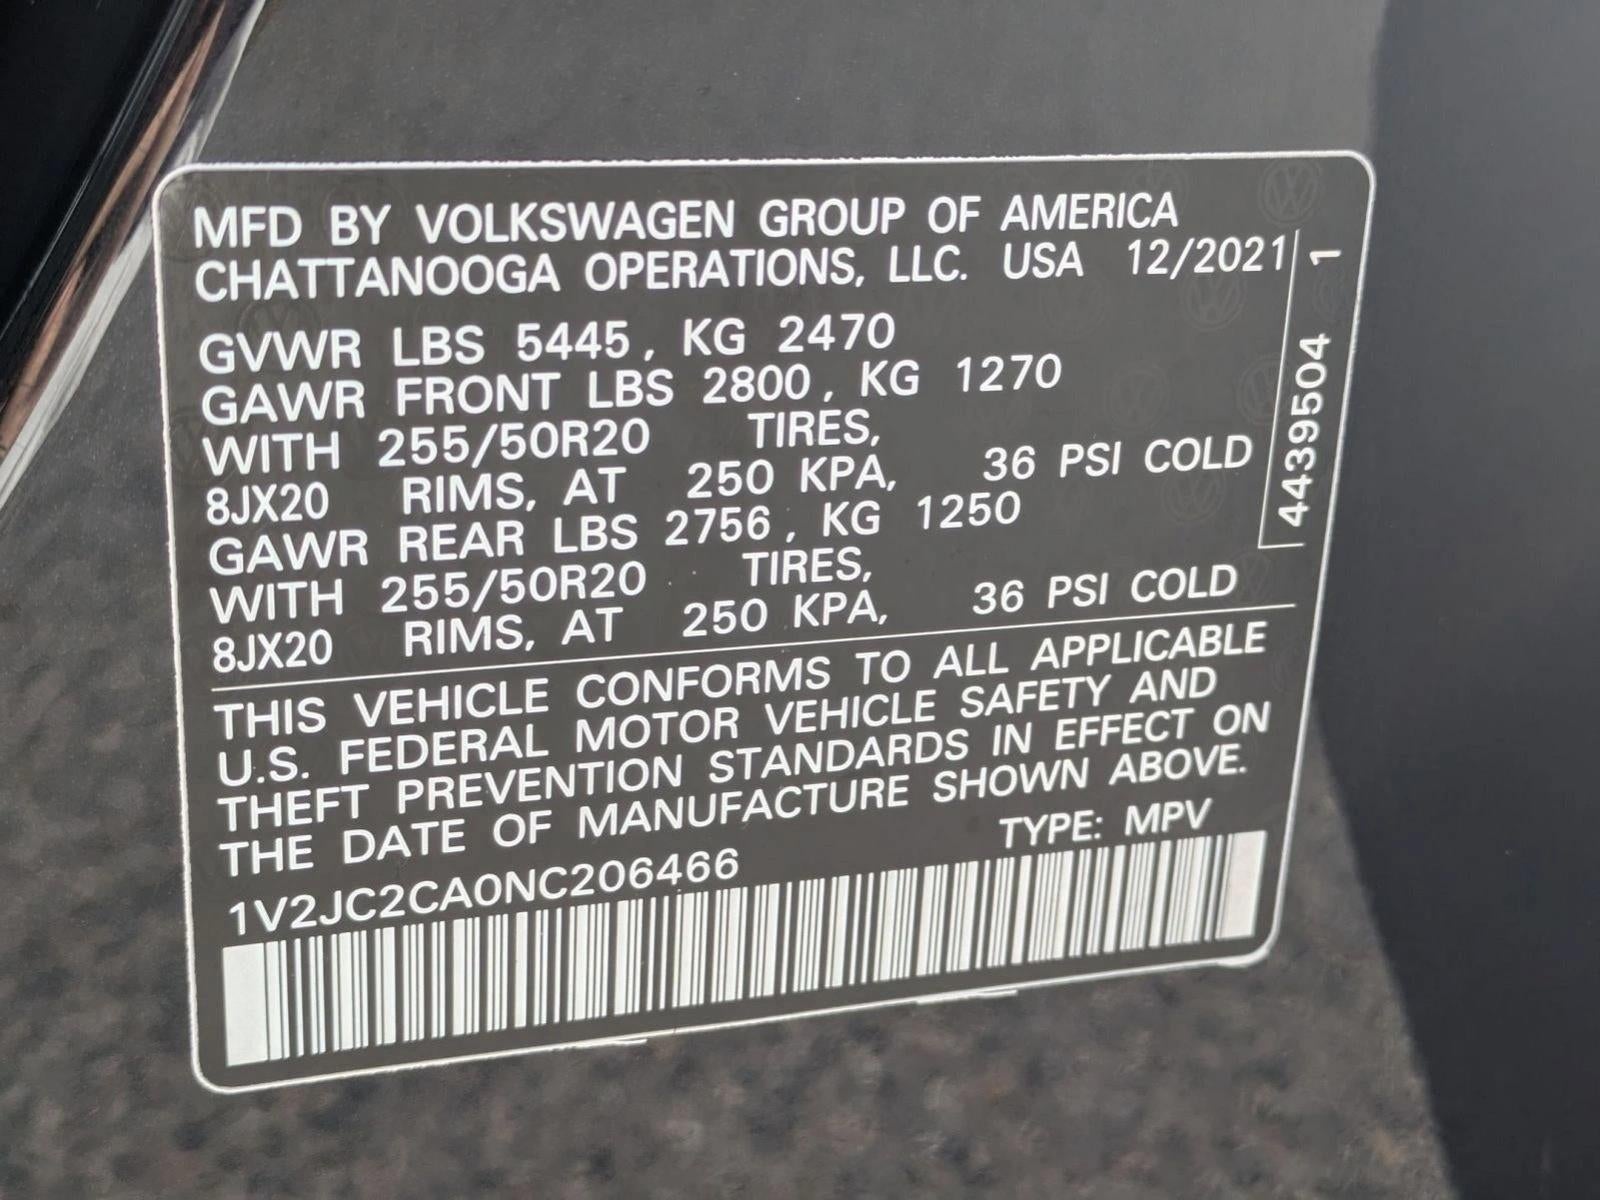 MFD BY VOLKSWAGEN GROUP OF AMERICA
CHATTANOOGA OPERATIONS, LLC. USA 12/2021
GVWR LBS 5445, KG 2470
GAWR FRONT LBS 2800, KG 1270
WITH 255/50R20 TIRES,
8JX20 RIMS, AT 250 KPA, 36 PSI COLD
GAWR REAR LBS 2756, KG 1250
WITH 255/50R20 TIRES,
8JX20 RIMS, AT 250 KPA, 36 PSI COLD
4439504 1
THIS VEHICLE CONFORMS TO ALL APPLICABLE
U.S. FEDERAL MOTOR VEHICLE SAFETY AND
THEFT PREVENTION STANDARDS IN EFFECT ON
THE DATE OF MANUFACTURE SHOWN ABOVE.
TYPE: MPV
1V2JC2CA0NC206466